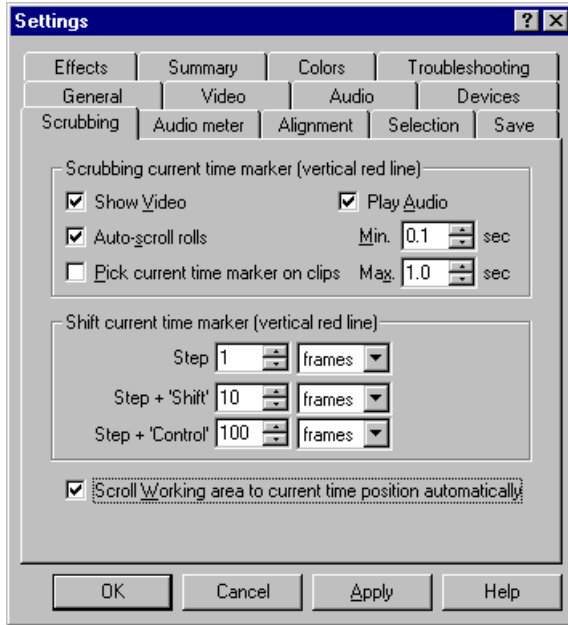 Settings
Effects Summary Colors Troubleshooting
General Video Audio Devices
Scrubbing Audio meter Alignment Selection Save
Scrubbing current time marker (vertical red line)
Show Video Play Audio
Auto-scroll rolls Min. 0.1 sec
Pick current time marker on clips Max. 1.0 sec
Shift current time marker (vertical red line)
Step 1 frames
Step + 'Shift' 10 frames
Step + 'Control' 100 frames
Scroll Working area to current time position automatically
OK Cancel Apply Help